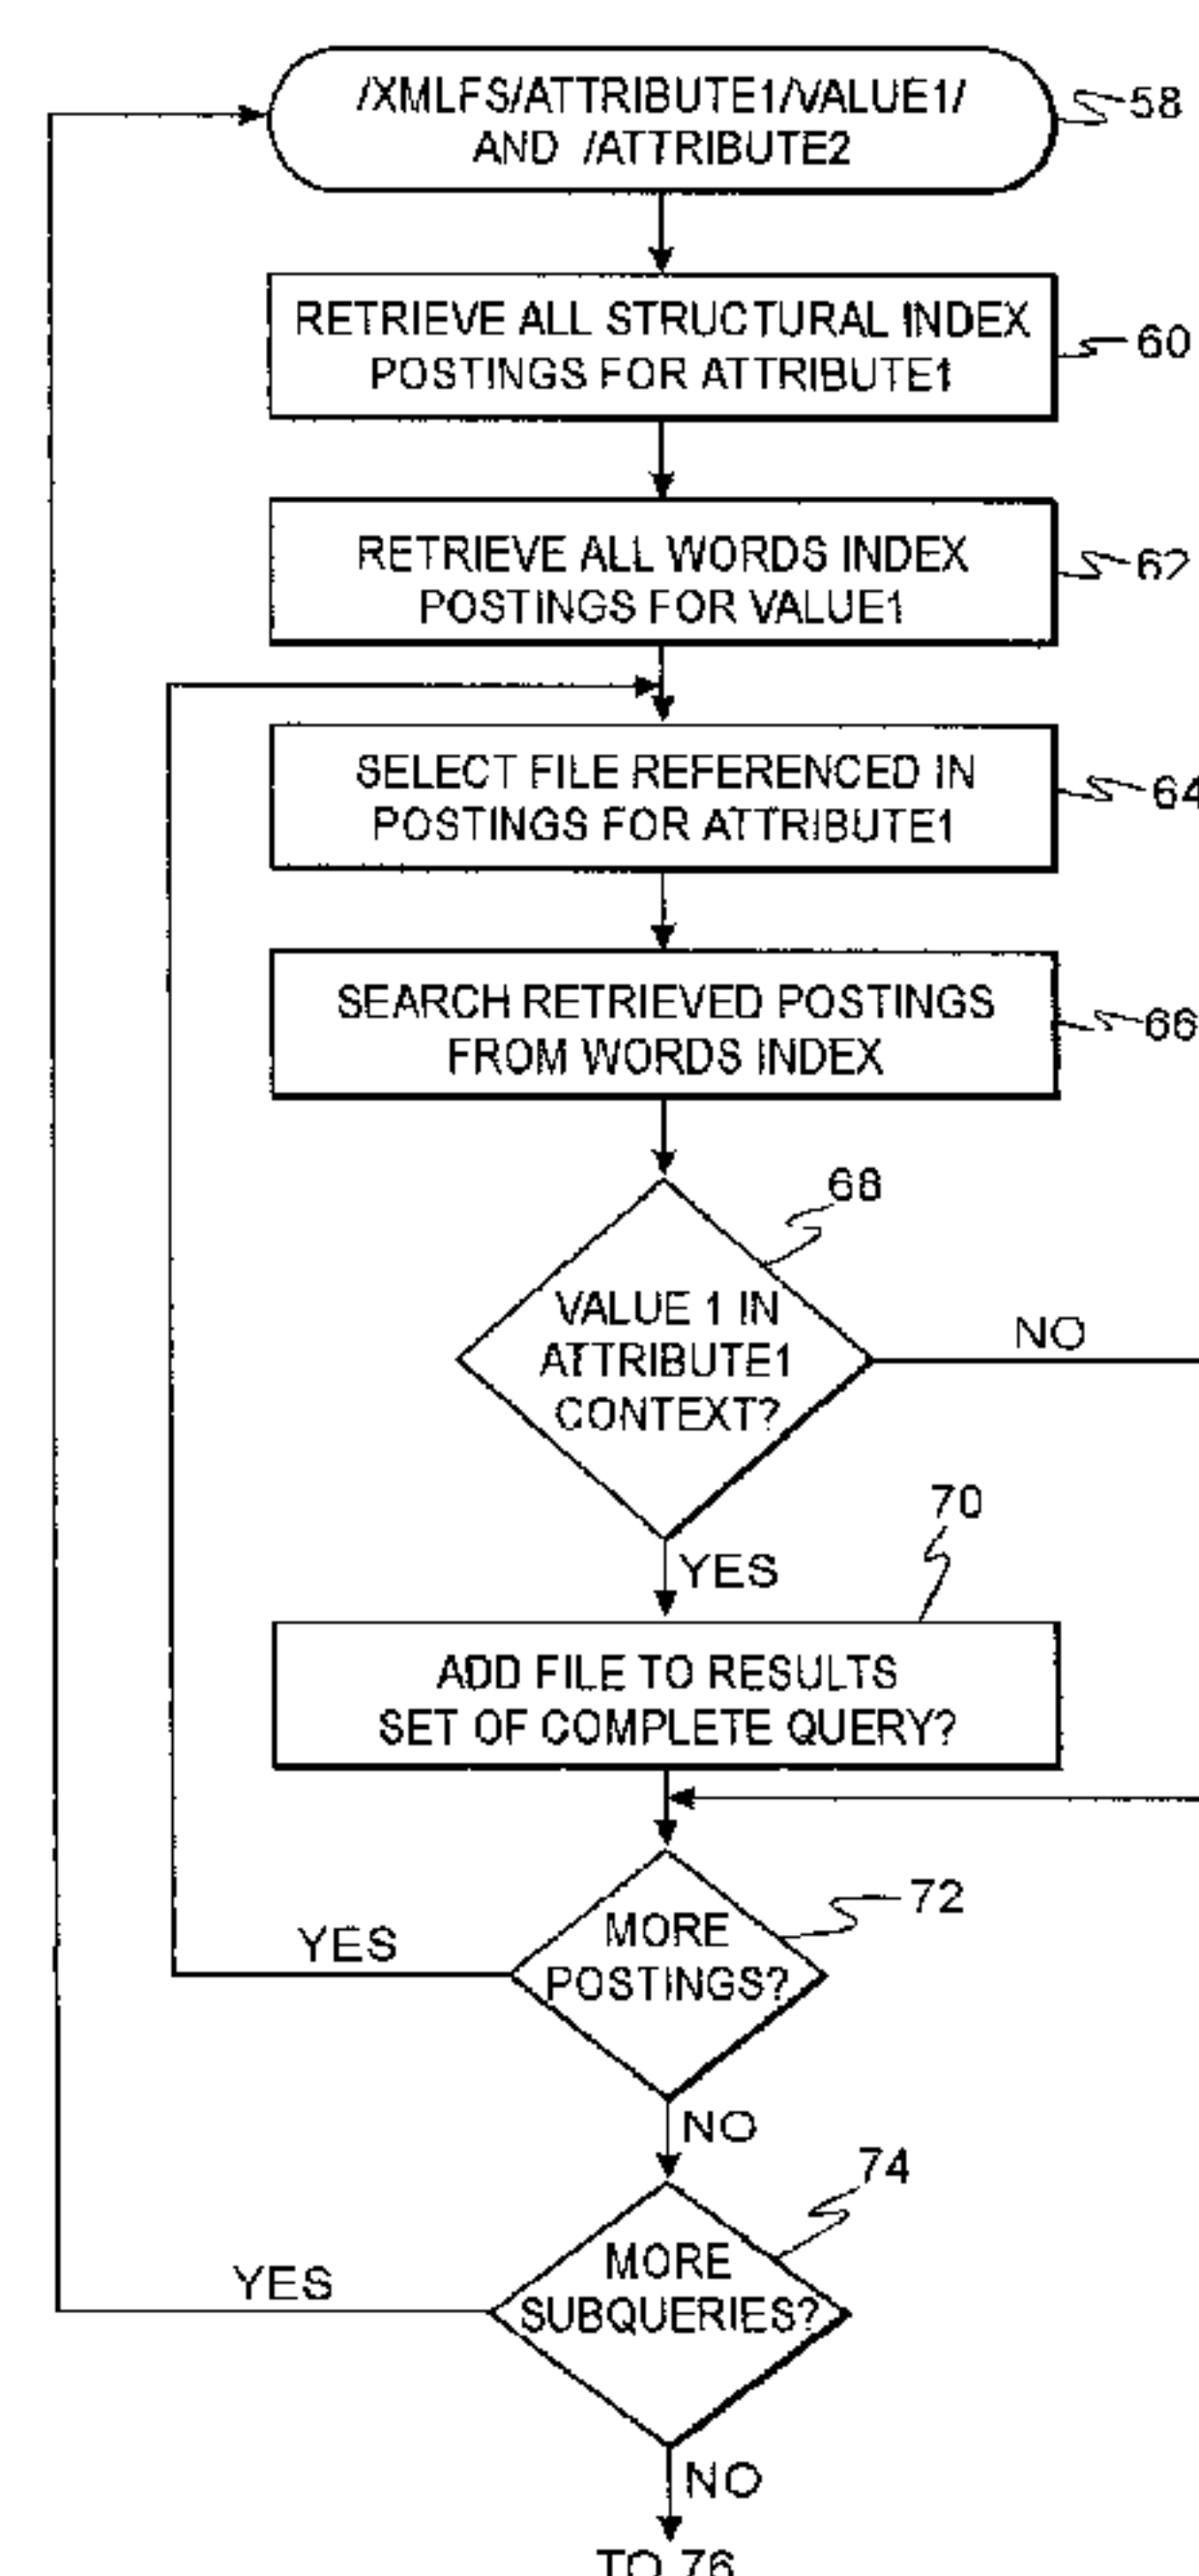 /XMLFS/ATTRIBUTE1/VALUE1/
AND /ATTRIBUTE2
58
RETRIEVE ALL STRUCTURAL INDEX
POSTINGS FOR ATTRIBUTE1
60
RETRIEVE ALL WORDS INDEX
POSTINGS FOR VALUE1
62
SELECT FILE REFERENCED IN
POSTINGS FOR ATTRIBUTE1
64
SEARCH RETRIEVED POSTINGS
FROM WORDS INDEX
66
68
VALUE 1 IN
ATTRIBUTE1
CONTEXT?
NO
70
YES
ADD FILE TO RESULTS
SET OF COMPLETE QUERY?
72
MORE
POSTINGS?
YES
NO
74
MORE
SUBQUERIES?
YES
NO
TO 76